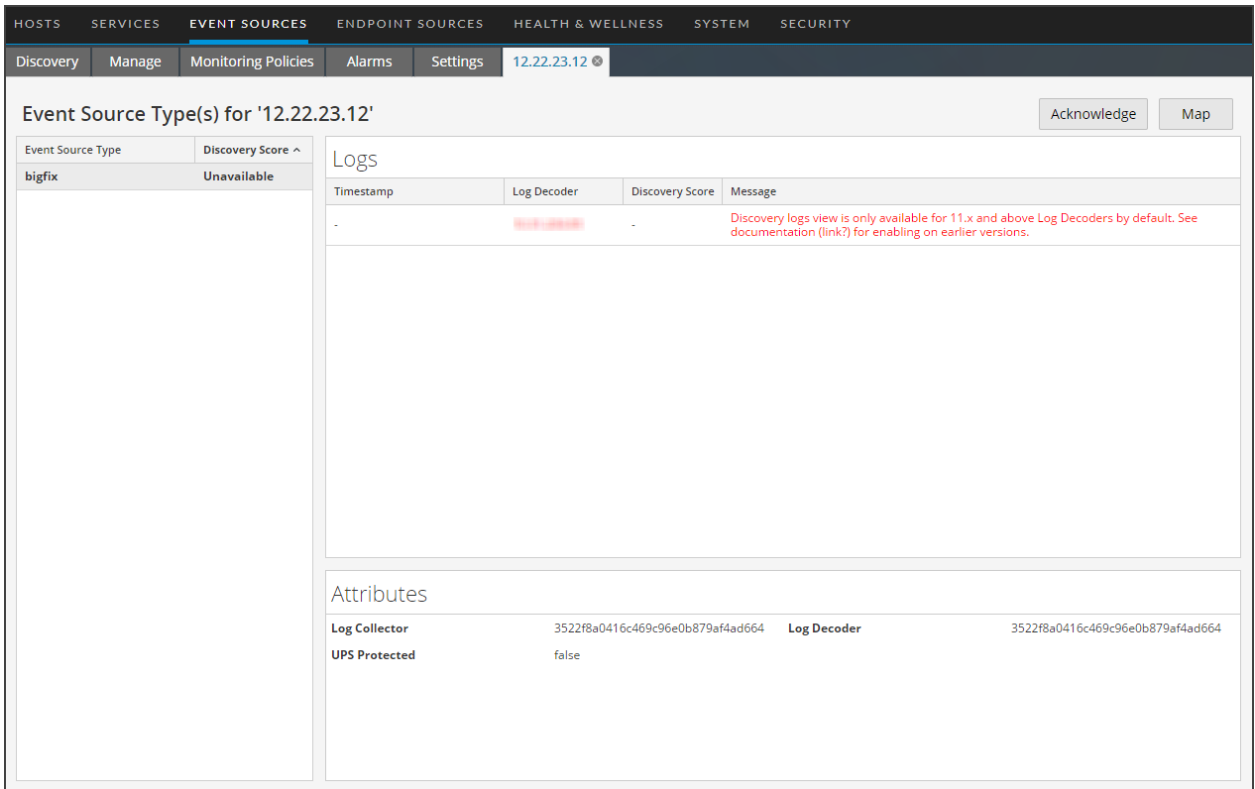 HOSTS SERVICES EVENT SOURCES ENDPOINT SOURCES HEALTH & WELLNESS SYSTEM SECURITY
Discovery Manage Monitoring Policies Alarms Settings 12.22.23.12
Event Source Type(s) for '12.22.23.12'
Acknowledge Map
Event Source Type Discovery Score
bigfix Unavailable
Logs
Timestamp Log Decoder Discovery Score Message
- - Discovery logs view is only available for 11.x and above Log Decoders by default. See
documentation (link?) for enabling on earlier versions.
Attributes
Log Collector 3522f8a0416c469c96e0b879af4ad664 Log Decoder 3522f8a0416c469c96e0b879af4ad664
UPS Protected false